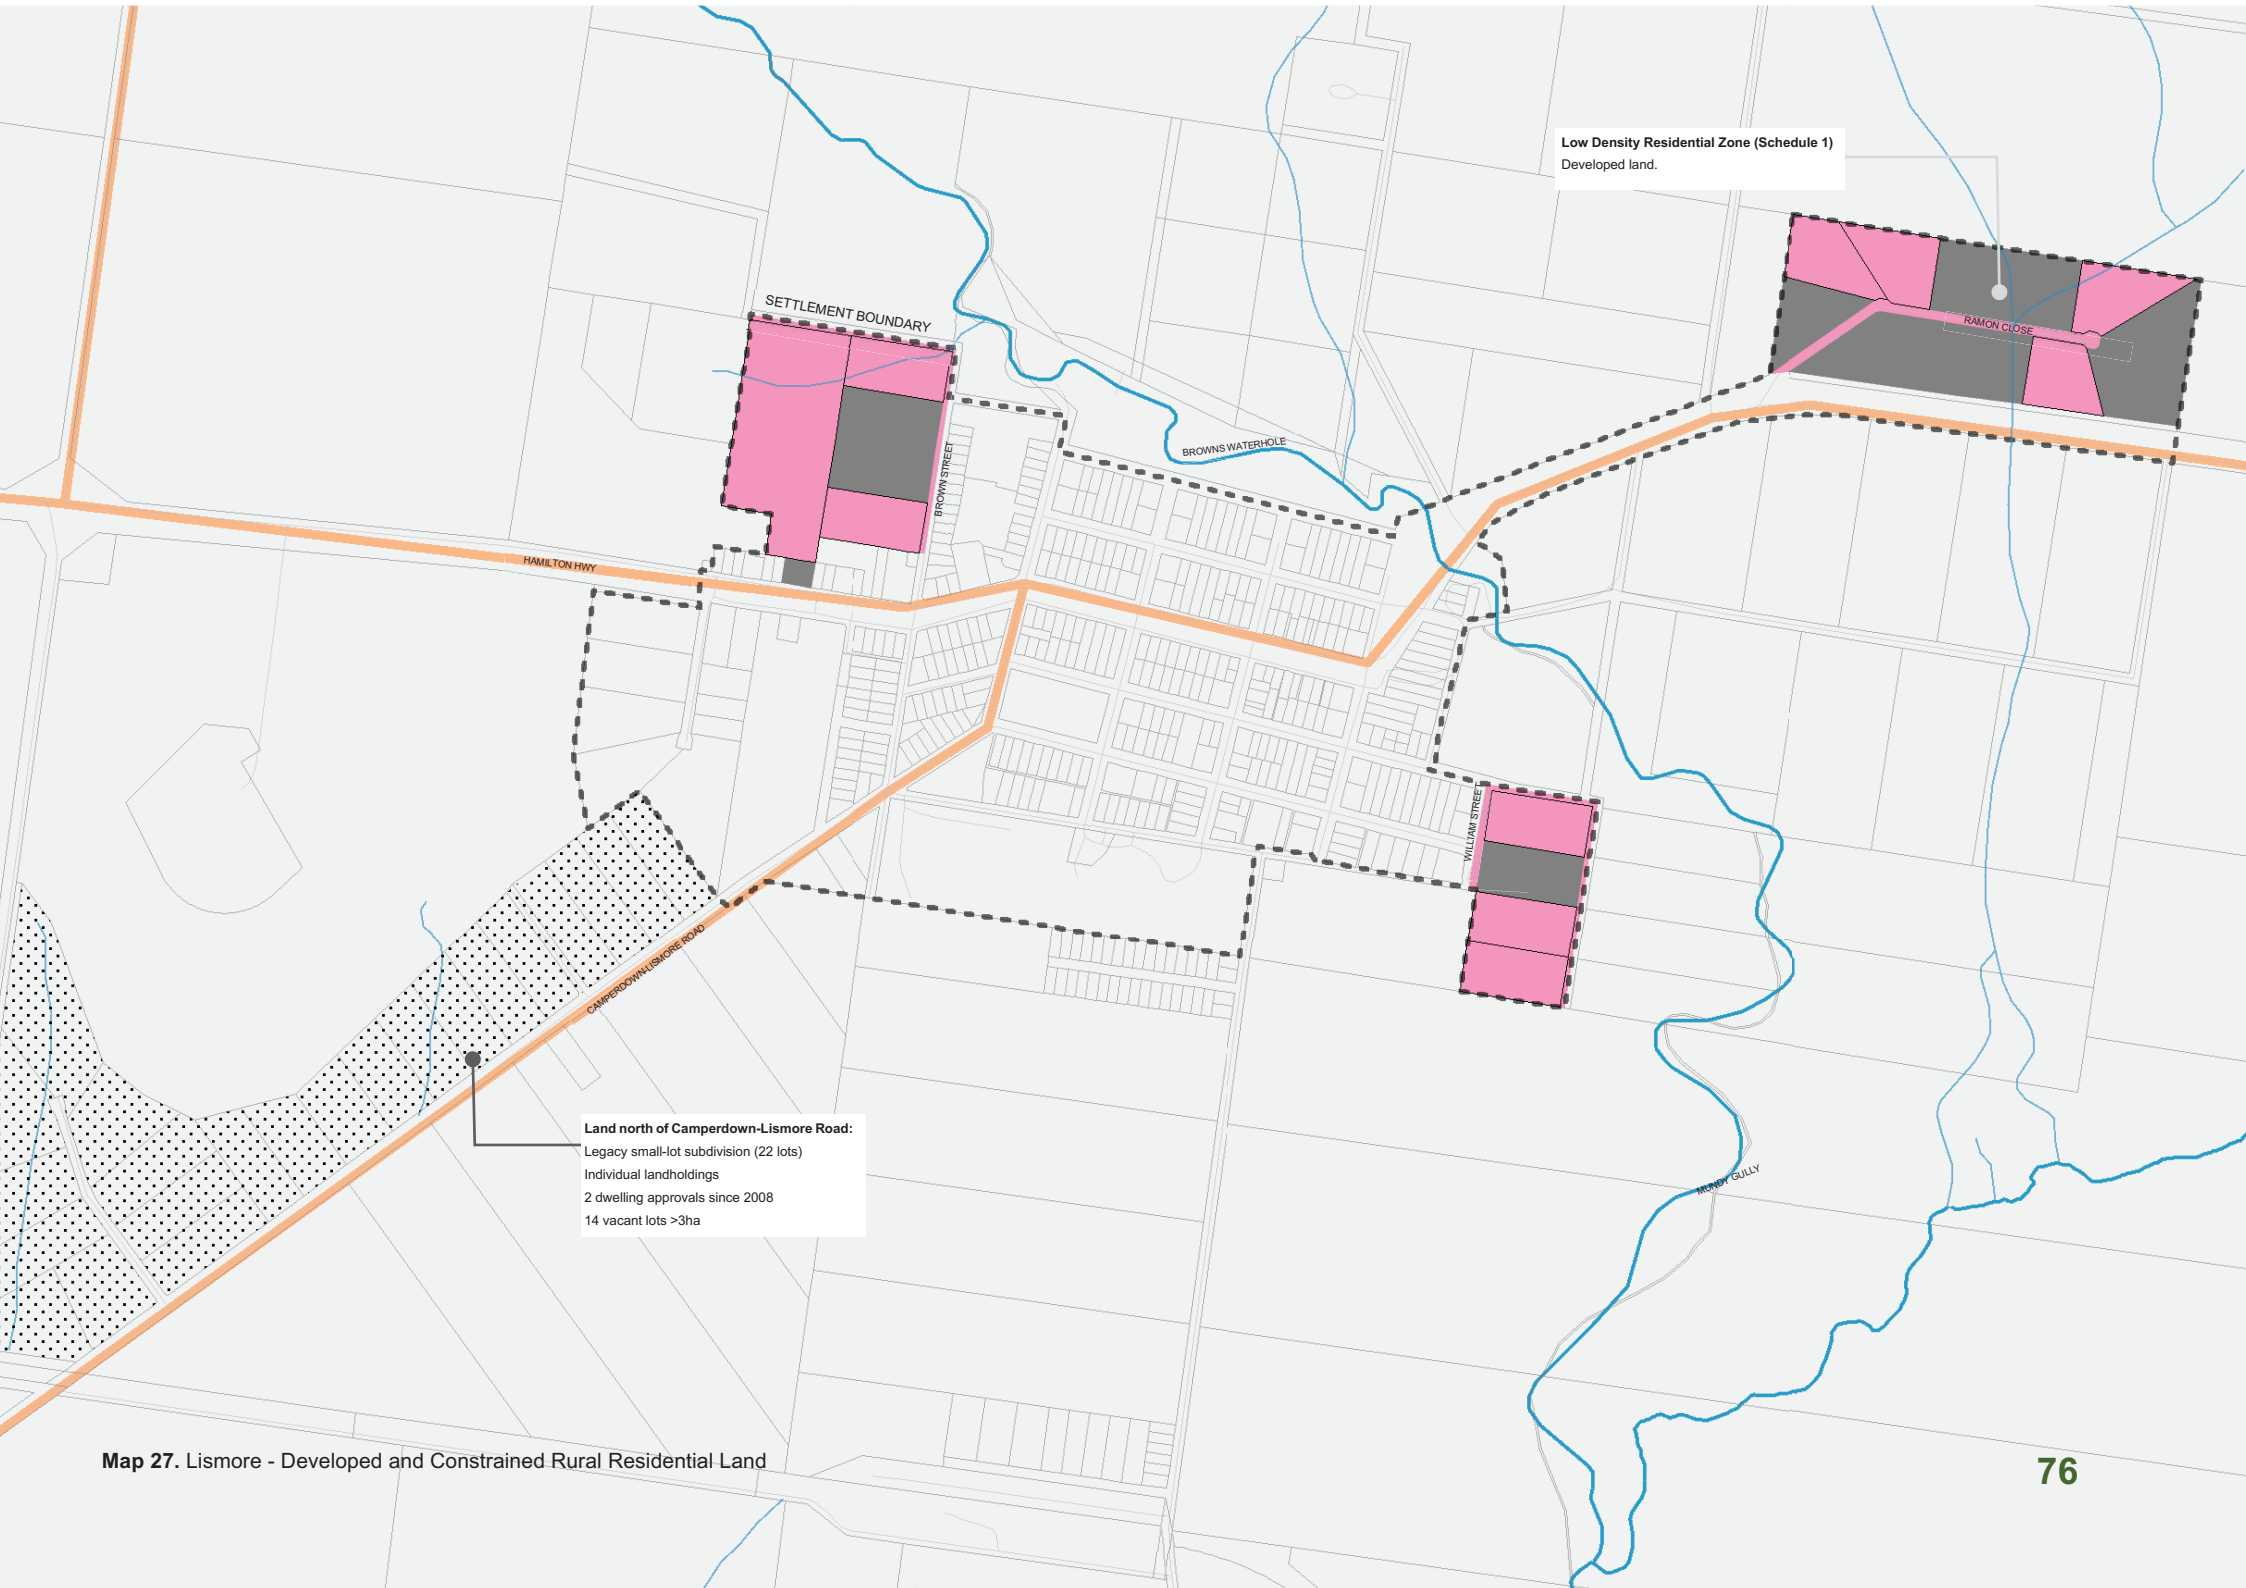 Low Density Residential Zone (Schedule 1)
Developed land.
SETTLEMENT BOUNDARY
RAMON CLOSE
BROWNS WATERHOLE
BROWN STREET
HAMILTON HWY
WILLIAM STREET
CAMPERDOWN-LISMORE ROAD
Land north of Camperdown-Lismore Road:
Legacy small-lot subdivision (22 lots)
Individual landholdings
2 dwelling approvals since 2008
14 vacant lots >3ha
MUNDY GULLY
Map 27. Lismore - Developed and Constrained Rural Residential Land
76